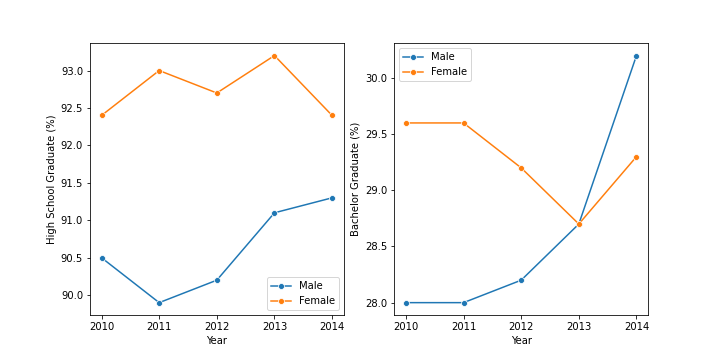 High School Graduate (%)
93.0
92.5
92.0
91.5
91.0
90.5
90.0
2010 2011 2012 2013 2014
Year
Male
Female
Bachelor Graduate (%)
30.0
29.5
29.0
28.5
28.0
2010 2011 2012 2013 2014
Year
Male
Female